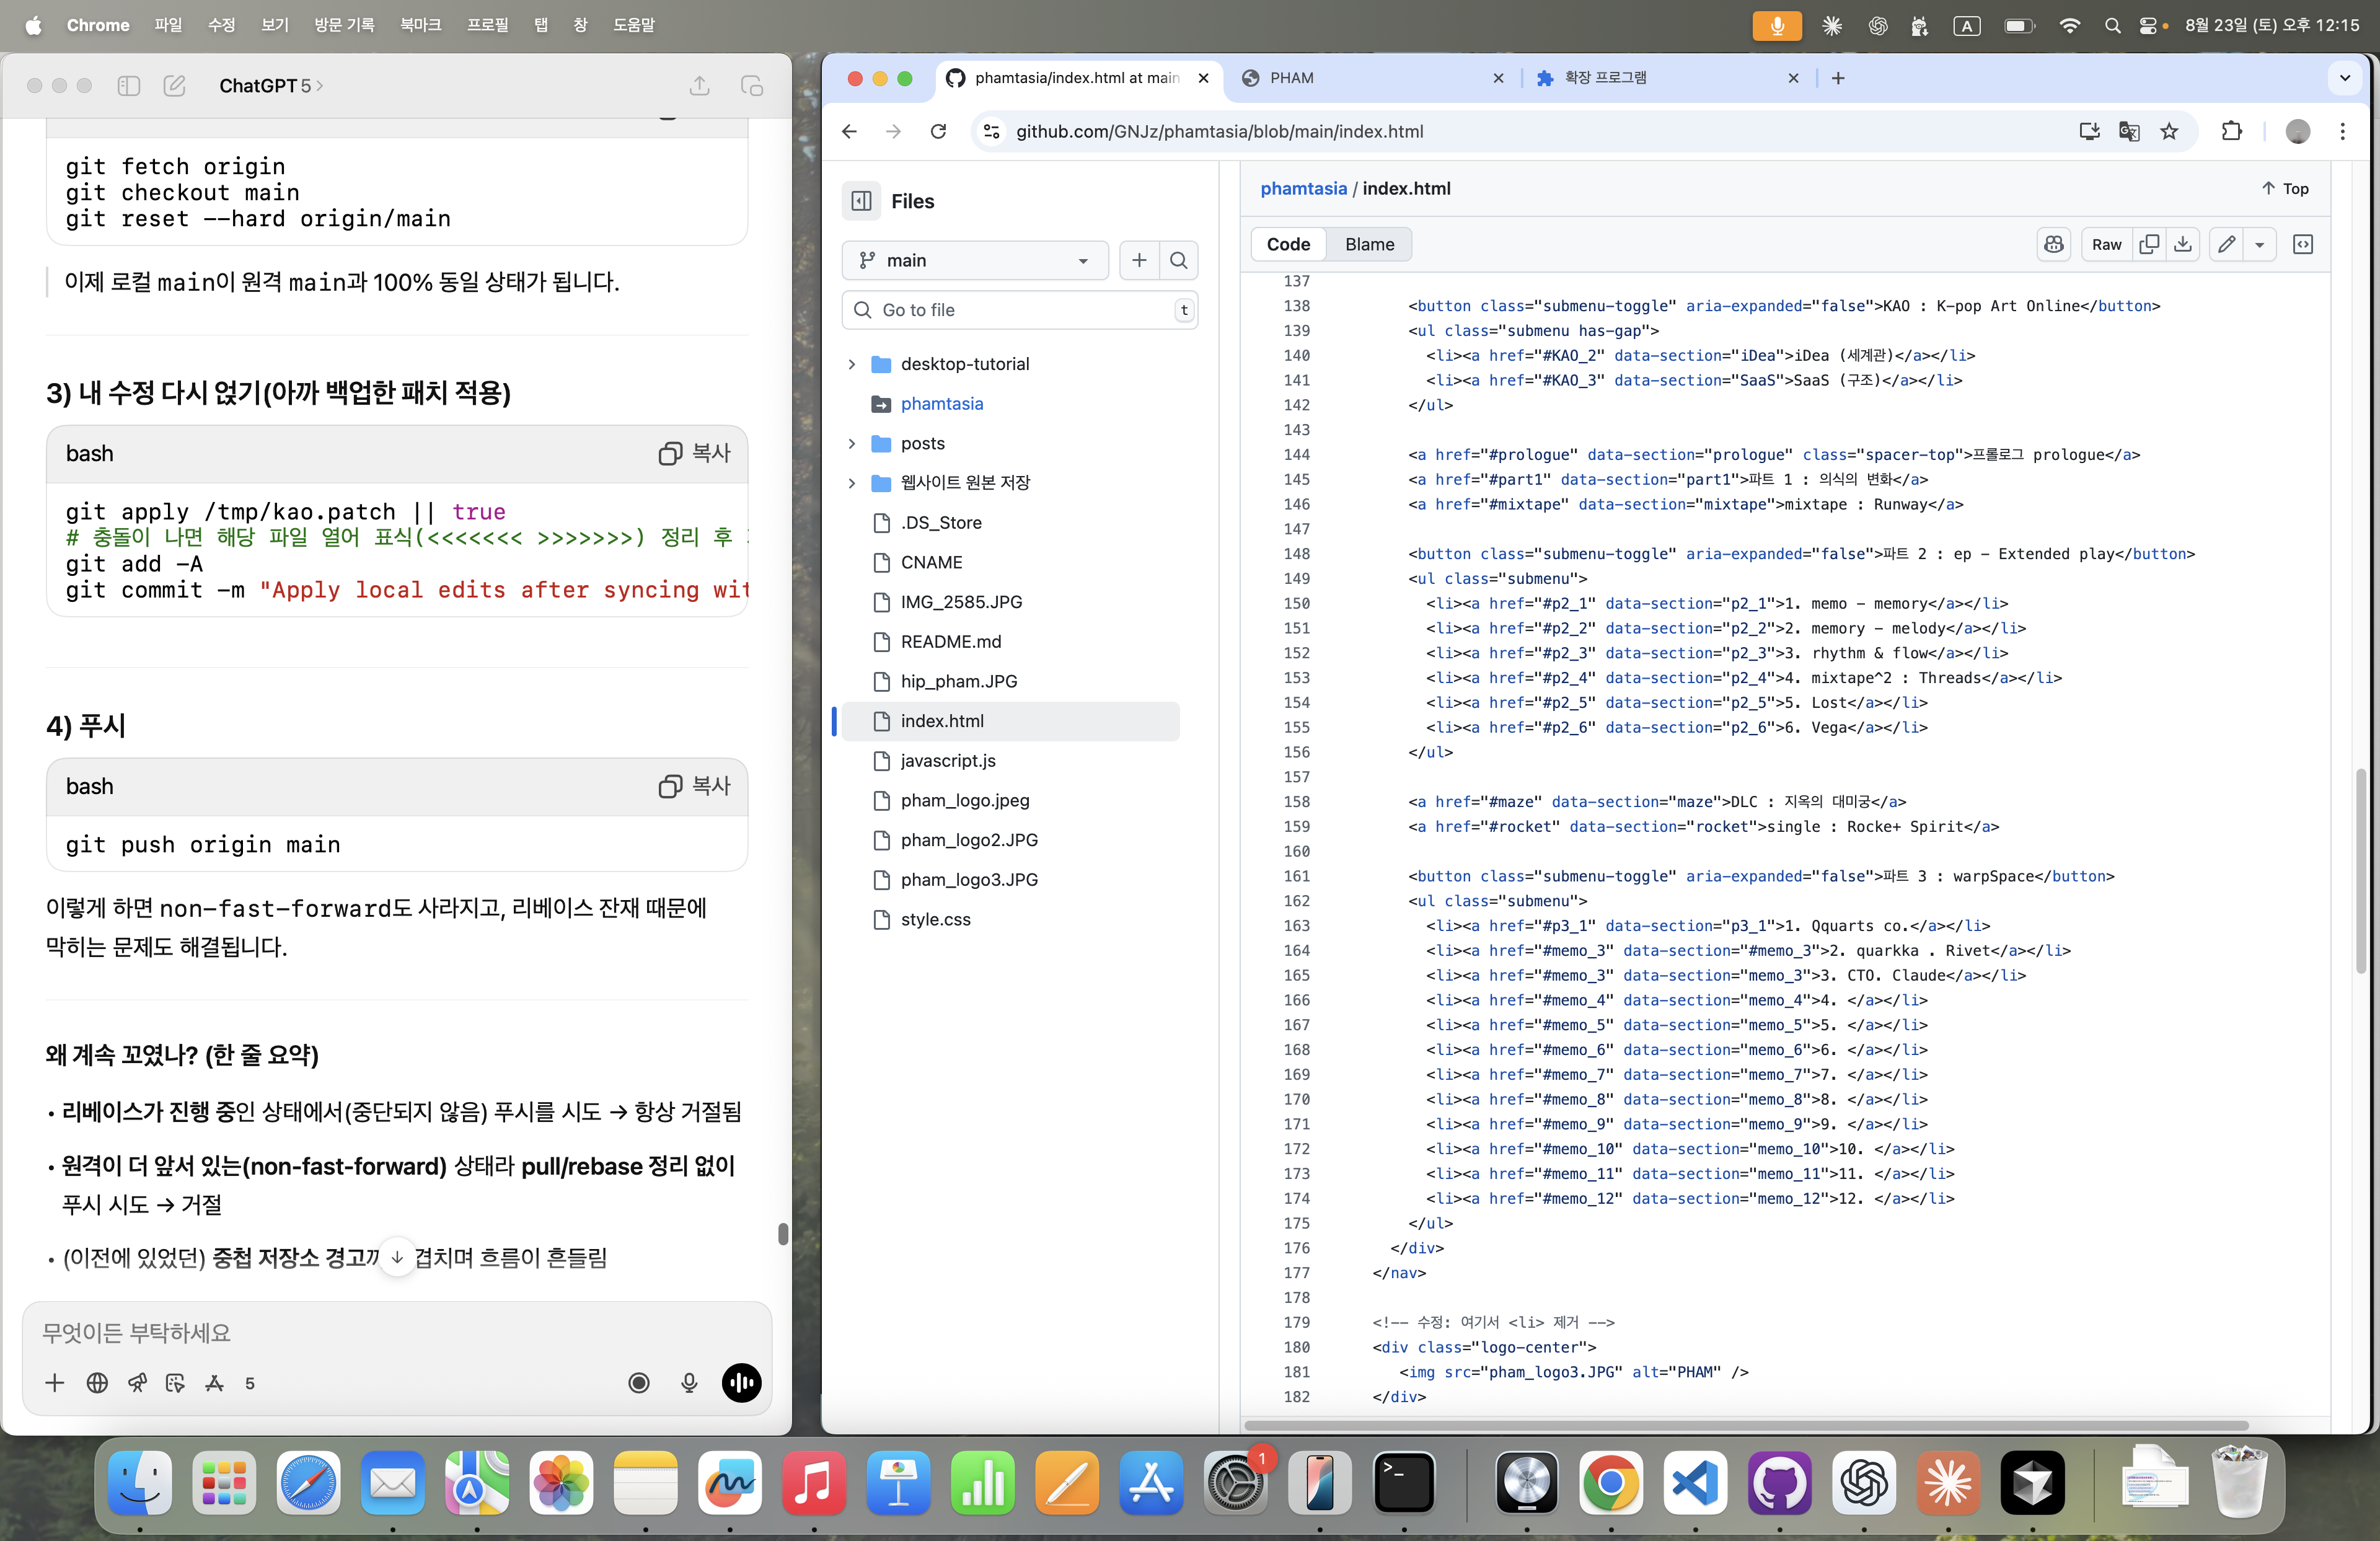 Chrome 파일 수정 보기 방문 기록 북마크 프로필 탭 창 도움말
A
8월 23일 (토) 오후 12:15
ChatGPT 5 >
git fetch origin
git checkout main
git reset --hard origin/main
이제 로컬 main이 원격 main과 100% 동일 상태가 됩니다.
3) 내 수정 다시 얹기(아까 백업한 패치 적용)
bash 복사
git apply /tmp/kao.patch || true
# 충돌이 나면 해당 파일 열어 표식(<<<<<<< >>>>>>>) 정리 후
git add -A
git commit -m "Apply local edits after syncing wit
4) 푸시
bash 복사
git push origin main
이렇게 하면 non-fast-forward도 사라지고, 리베이스 잔재 때문에
막히는 문제도 해결됩니다.
왜 계속 꼬였나? (한 줄 요약)
• 리베이스가 진행 중인 상태에서(중단되지 않음) 푸시를 시도 → 항상 거절됨
• 원격이 더 앞서 있는(non-fast-forward) 상태라 pull/rebase 정리 없이
푸시 시도 → 거절
• (이전에 있었던) 중첩 저장소 경고까 겹치며 흐름이 흔들림
무엇이든 부탁하세요
5
phamtasia/index.html at main
PHAM
확장 프로그램
github.com/GNJz/phamtasia/blob/main/index.html
Files
main
Go to file t
desktop-tutorial
phamtasia
posts
웹사이트 원본 저장
.DS_Store
CNAME
IMG_2585.JPG
README.md
hip_pham.JPG
index.html
javascript.js
pham_logo.jpeg
pham_logo2.JPG
pham_logo3.JPG
style.css
phamtasia / index.html
Top
Code Blame
Raw
137
138 <button class="submenu-toggle" aria-expanded="false">KAO : K-pop Art Online</button>
139 <ul class="submenu has-gap">
140 <li><a href="#KAO_2" data-section="iDea">iDea (세계관)</a></li>
141 <li><a href="#KAO_3" data-section="SaaS">SaaS (구조)</a></li>
142 </ul>
143
144 <a href="#prologue" data-section="prologue" class="spacer-top">프롤로그 prologue</a>
145 <a href="#part1" data-section="part1">파트 1 : 의식의 변화</a>
146 <a href="#mixtape" data-section="mixtape">mixtape : Runway</a>
147
148 <button class="submenu-toggle" aria-expanded="false">파트 2 : ep - Extended play</button>
149 <ul class="submenu">
150 <li><a href="#p2_1" data-section="p2_1">1. memo - memory</a></li>
151 <li><a href="#p2_2" data-section="p2_2">2. memory - melody</a></li>
152 <li><a href="#p2_3" data-section="p2_3">3. rhythm & flow</a></li>
153 <li><a href="#p2_4" data-section="p2_4">4. mixtape^2 : Threads</a></li>
154 <li><a href="#p2_5" data-section="p2_5">5. Lost</a></li>
155 <li><a href="#p2_6" data-section="p2_6">6. Vega</a></li>
156 </ul>
157
158 <a href="#maze" data-section="maze">DLC : 지옥의 대미궁</a>
159 <a href="#rocket" data-section="rocket">single : Rocke+ Spirit</a>
160
161 <button class="submenu-toggle" aria-expanded="false">파트 3 : warpSpace</button>
162 <ul class="submenu">
163 <li><a href="#p3_1" data-section="p3_1">1. Qquarts co.</a></li>
164 <li><a href="#memo_3" data-section="#memo_3">2. quarkka . Rivet</a></li>
165 <li><a href="#memo_3" data-section="memo_3">3. CTO. Claude</a></li>
166 <li><a href="#memo_4" data-section="memo_4">4. </a></li>
167 <li><a href="#memo_5" data-section="memo_5">5. </a></li>
168 <li><a href="#memo_6" data-section="memo_6">6. </a></li>
169 <li><a href="#memo_7" data-section="memo_7">7. </a></li>
170 <li><a href="#memo_8" data-section="memo_8">8. </a></li>
171 <li><a href="#memo_9" data-section="memo_9">9. </a></li>
172 <li><a href="#memo_10" data-section="memo_10">10. </a></li>
173 <li><a href="#memo_11" data-section="memo_11">11. </a></li>
174 <li><a href="#memo_12" data-section="memo_12">12. </a></li>
175 </ul>
176 </div>
177 </nav>
178
179 <!-- 수정: 여기서 <li> 제거 -->
180 <div class="logo-center">
181 <img src="pham_logo3.JPG" alt="PHAM" />
182 </div>
1